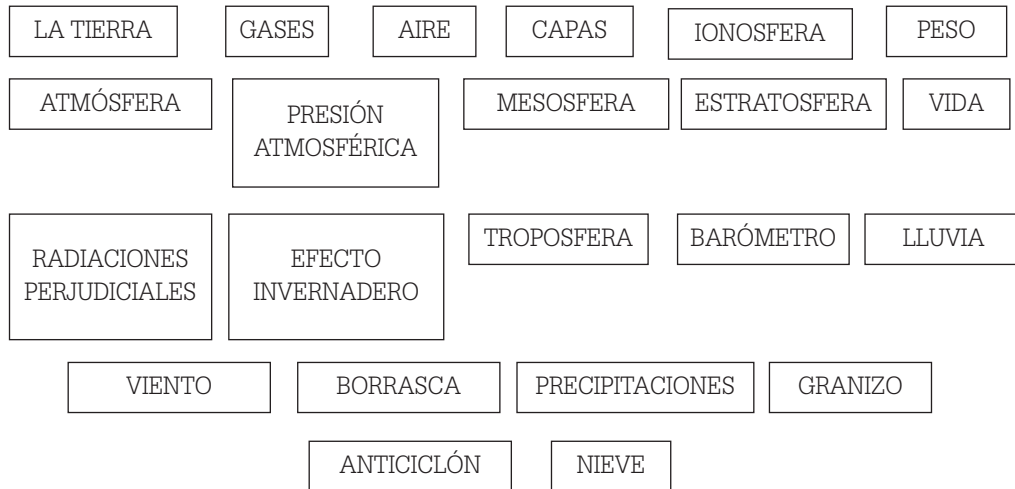 LA TIERRA
GASES
AIRE
CAPAS
IONOSFERA
PESO
ATMÓSFERA
PRESIÓN
ATMOSFÉRICA
MESOSFERA
ESTRATOSFERA
VIDA
RADIACIONES
PERJUDICIALES
EFECTO
INVERNADERO
TROPOSFERA
BARÓMETRO
LLUVIA
VIENTO
BORRASCA
PRECIPITACIONES
GRANIZO
ANTICICLÓN
NIEVE